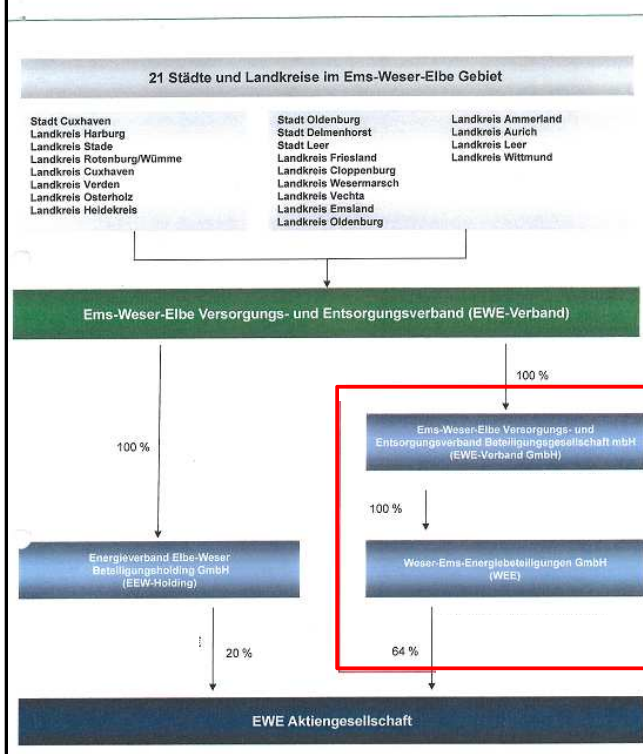 21 Städte und Landkreise im Ems-Weser-Elbe Gebiet
Stadt Cuxhaven
Landkreis Harburg
Landkreis Stade
Landkreis Rotenburg/Wümme
Landkreis Cuxhaven
Landkreis Verden
Landkreis Osterholz
Landkreis Heidekreis
Stadt Oldenburg
Stadt Delmenhorst
Stadt Leer
Landkreis Friesland
Landkreis Cloppenburg
Landkreis Wesermarsch
Landkreis Vechta
Landkreis Emsland
Landkreis Oldenburg
Landkreis Ammerland
Landkreis Aurich
Landkreis Leer
Landkreis Wittmund
Ems-Weser-Elbe Versorgungs- und Entsorgungsverband (EWE-Verband)
100 %
Ems-Weser-Elbe Versorgungs- und
Entsorgungsverband Beteiligungsgesellschaft mbH
(EWE-Verband GmbH)
100 %
100 %
Energieverband Elbe-Weser
Beteiligungsholding GmbH
(EEW-Holding)
Weser-Ems-Energiebeteiligungen GmbH
(WEE)
20 %
64 %
EWE Aktiengesellschaft